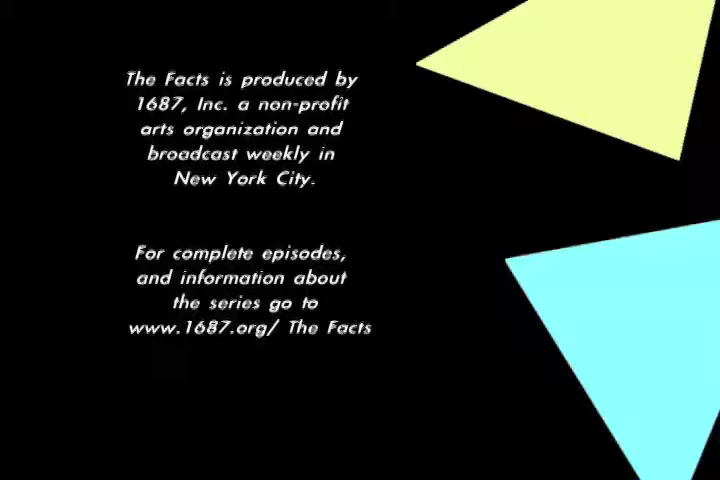 The Facts is produced by
1687, Inc. a non-profit
arts organization and
broadcast weekly in
New York City.
For complete episodes,
and information about
the series go to
www.1687.org/ The Facts